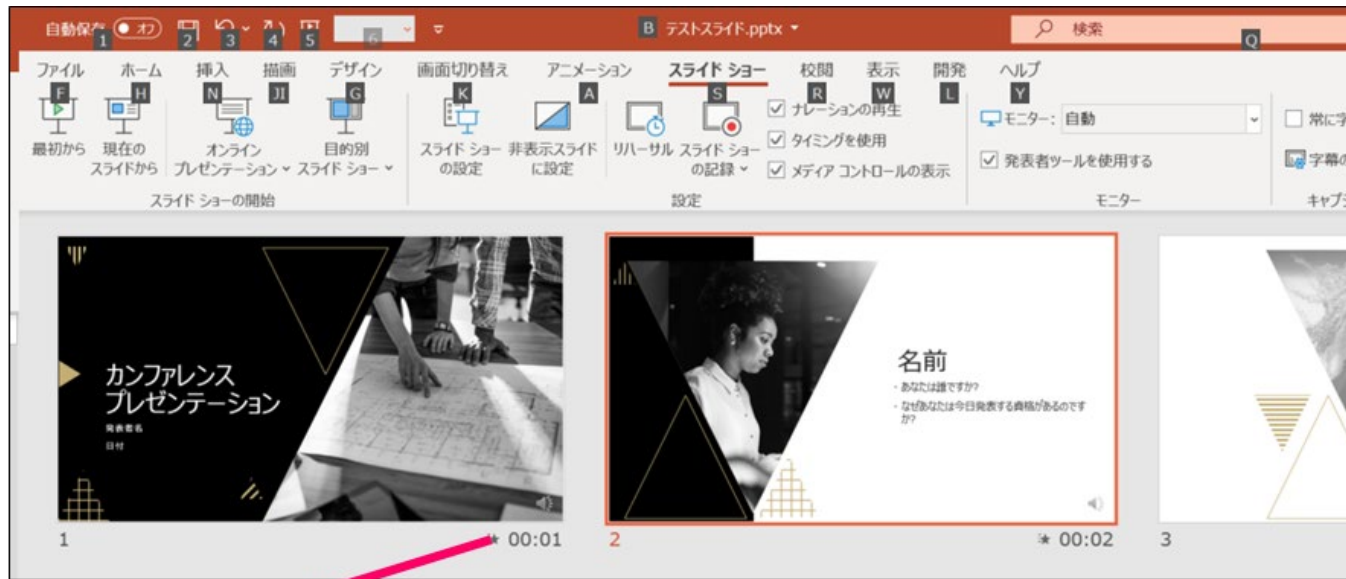 自動保存 オフ
1 2 3 4 5 6
B テストスライド.pptx
検索
Q
ファイル ホーム 挿入 描画 デザイン 画面切り替え アニメーション スライド ショー 校閲 表示 開発 ヘルプ
F H N JI G K A S R W L Y
最初から
現在の
スライドから
オンライン
プレゼンテーション
目的別
スライド ショー
スライド ショーの開始
スライド ショー
の設定
非表示スライド
に設定
リハーサル
スライド ショー
の記録
ナレーションの再生
タイミングを使用
メディア コントロールの表示
設定
モニター: 自動
発表者ツールを使用する
モニター
常に字
字幕の
キャプ
カンファレンス
プレゼンテーション
発表者名
日付
1 00:01
名前
・あなたは誰ですか?
・なぜあなたは今日発表する資格があるのです
か?
2 00:02
3